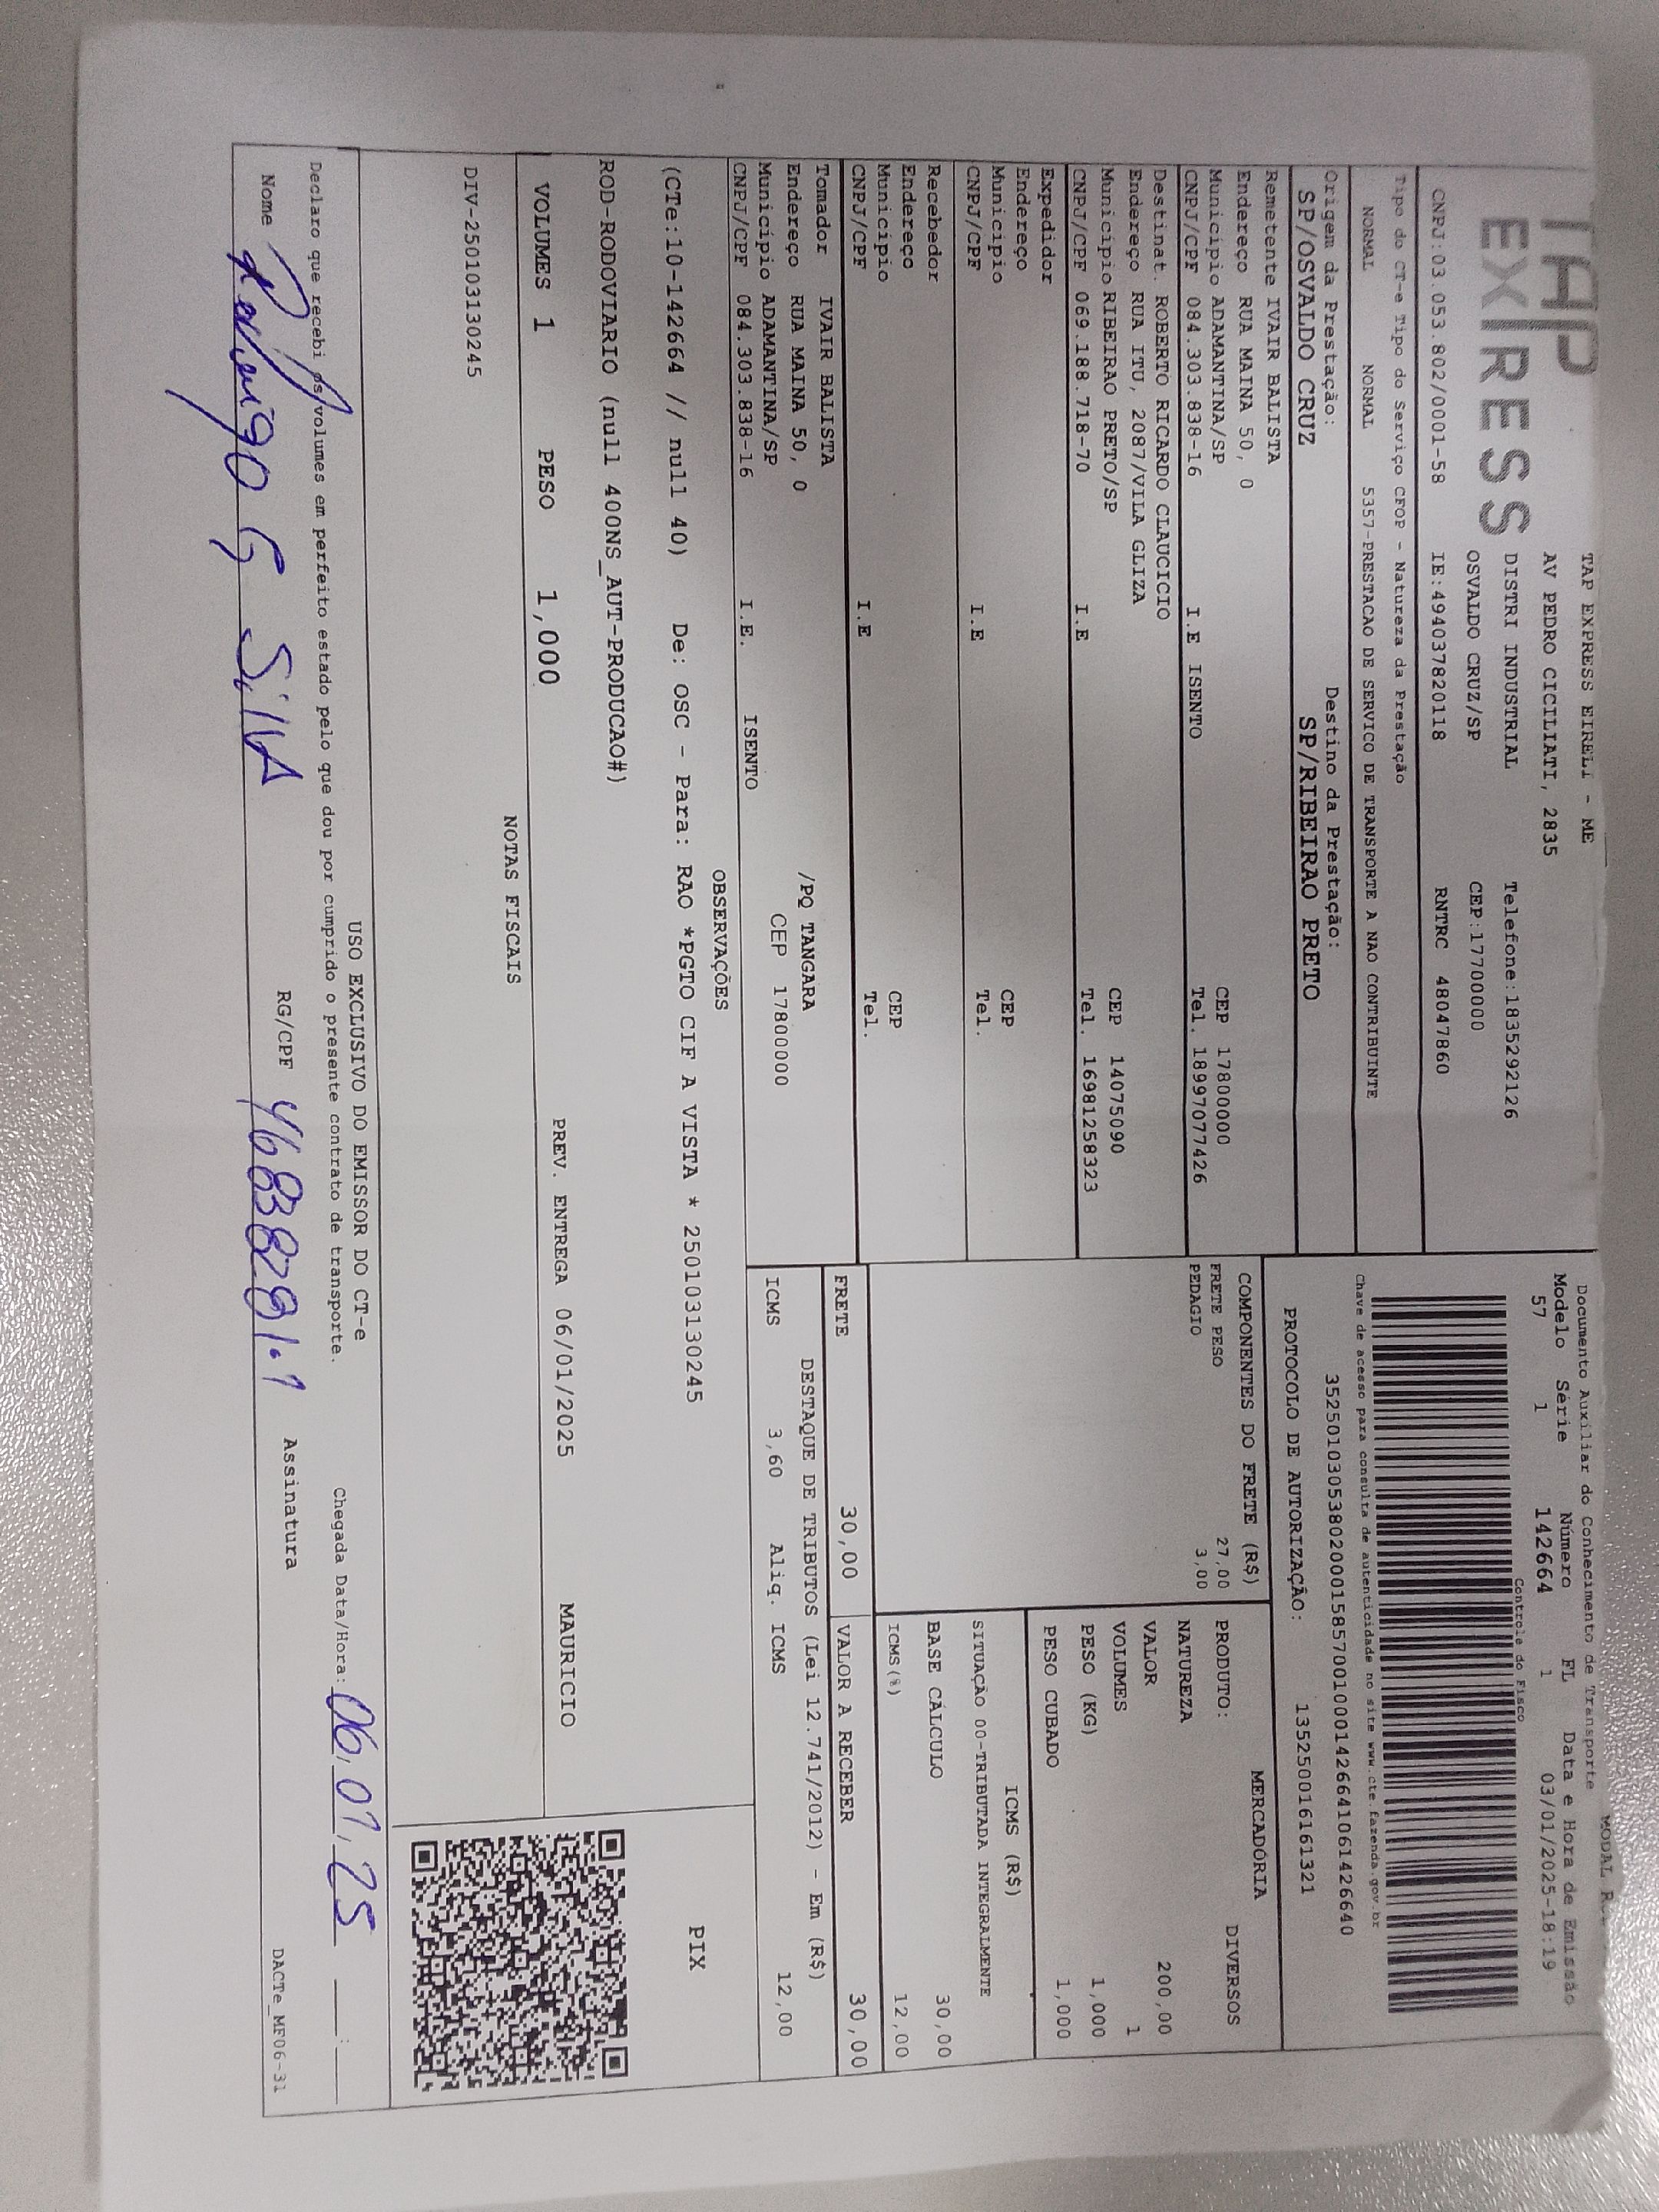 TAP
EXPRESS
TAP EXPRESS EIRELI - ME
AV PEDRO CICILIATI, 2835
DISTRI INDUSTRIAL Telefone:1835292126
OSVALDO CRUZ/SP CEP:17700000
CNPJ:03.053.802/0001-58 IE:494037820118 RNTRC 48047860
Tipo do CT-e Tipo do Serviço CFOP - Natureza da Prestação
NORMAL NORMAL 5357-PRESTACAO DE SERVICO DE TRANSPORTE A NAO CONTRIBUINTE
Origem da Prestação: Destino da Prestação:
SP/OSVALDO CRUZ SP/RIBEIRAO PRETO
MODAL
Documento Auxiliar do Conhecimento de Transporte
Modelo Série Número FL Data e Hora de Emissão
57 1 142664 1 03/01/2025-18:19
Controle do Fisco
Chave de acesso para consulta de autenticidade no site www.cte.fazenda.gov.br
35250103053802000158570010001426641061426640
PROTOCOLO DE AUTORIZAÇÃO: 135250016161321
Remetente IVAIR BALISTA
Endereço RUA MAINA 50, 0
Município ADAMANTINA/SP CEP 17800000
CNPJ/CPF 084.303.838-16 I.E ISENTO Tel. 18997077426
Destinat. ROBERTO RICARDO CLAUCICIO
Endereço RUA ITU, 2087/VILA GLIZA
Município RIBEIRAO PRETO/SP CEP 14075090
CNPJ/CPF 069.188.718-70 I.E Tel. 16981258323
Expedidor
Endereço
Município CEP
CNPJ/CPF I.E Tel.
Recebedor
Endereço
Município CEP
CNPJ/CPF I.E Tel.
Tomador IVAIR BALISTA
Endereço RUA MAINA 50, 0 /PQ TANGARA
Município ADAMANTINA/SP CEP 17800000
CNPJ/CPF 084.303.838-16 I.E. ISENTO
COMPONENTES DO FRETE (R$)
FRETE PESO 27,00
PEDAGIO 3,00
MERCADÓRIA
PRODUTO: DIVERSOS
NATUREZA
VALOR 200,00
VOLUMES 1
PESO (KG) 1,000
PESO CUBADO 1,000
ICMS (R$)
SITUAÇÃO 00-TRIBUTADA INTEGRALMENTE
BASE CÁLCULO 30,00
ICMS(%) 12,00
FRETE 30,00 VALOR A RECEBER 30,00
DESTAQUE DE TRIBUTOS (Lei 12.741/2012) - Em (R$)
ICMS 3,60 Aliq. ICMS 12,00
OBSERVAÇÕES
(CTe:10-142664 // null 40) De: OSC - Para: RAO *PGTO CIF A VISTA * 250103130245
ROD-RODOVIARIO (null 400NS_AUT-PRODUCAO#)
PIX
VOLUMES 1 PESO 1,000 PREV. ENTREGA 06/01/2025 MAURICIO
NOTAS FISCAIS
DIV-250103130245
USO EXCLUSIVO DO EMISSOR DO CT-e
Declaro que recebi os volumes em perfeito estado pelo que dou por cumprido o presente contrato de transporte. Chegada Data/Hora: 06,01,25 :
Nome Rodrigo G SilvA RG/CPF 46838281.1 Assinatura
DACTe_MF06-31